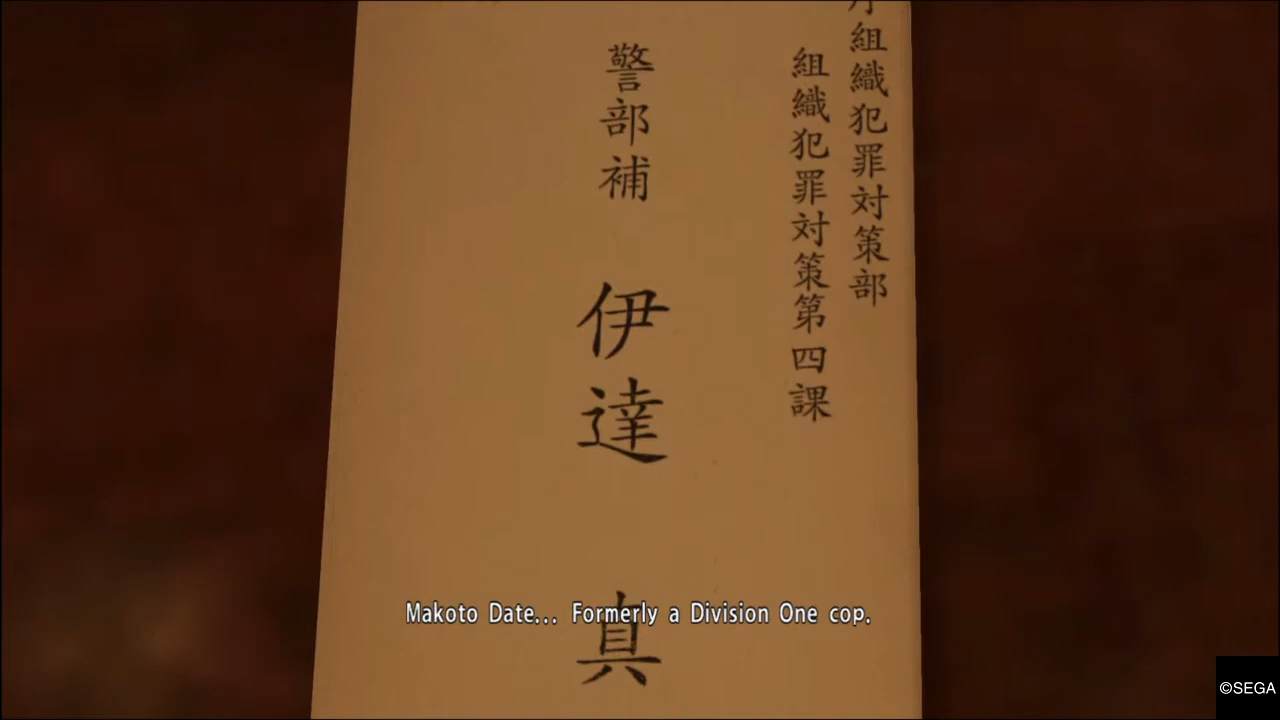 庁組織犯罪対策部
組織犯罪対策第四課
警部補
伊達 真
Makoto Date... Formerly a Division One cop.
©SEGA